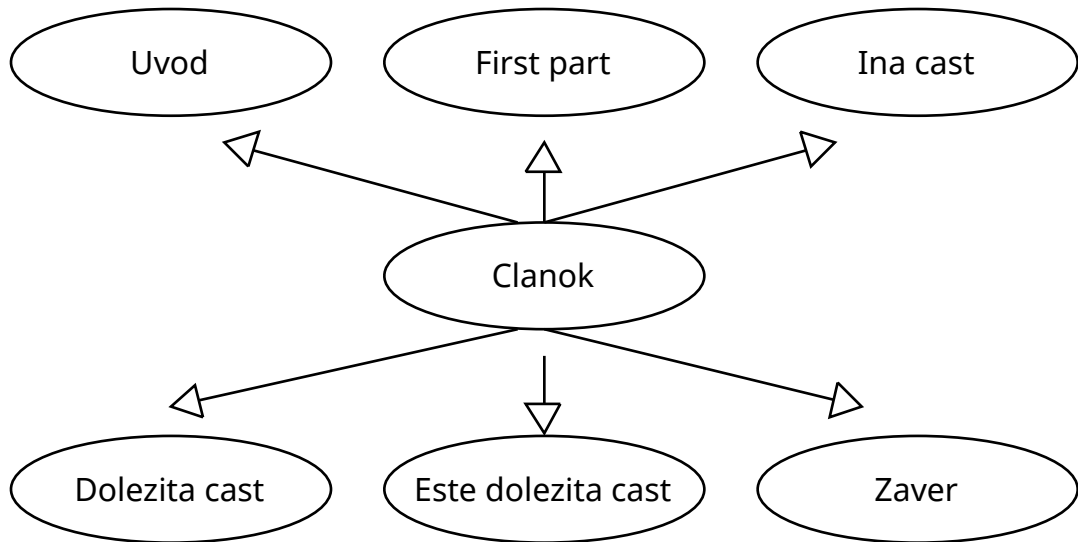 Uvod
First part
Ina cast
Clanok
Dolezita cast
Este dolezita cast
Zaver